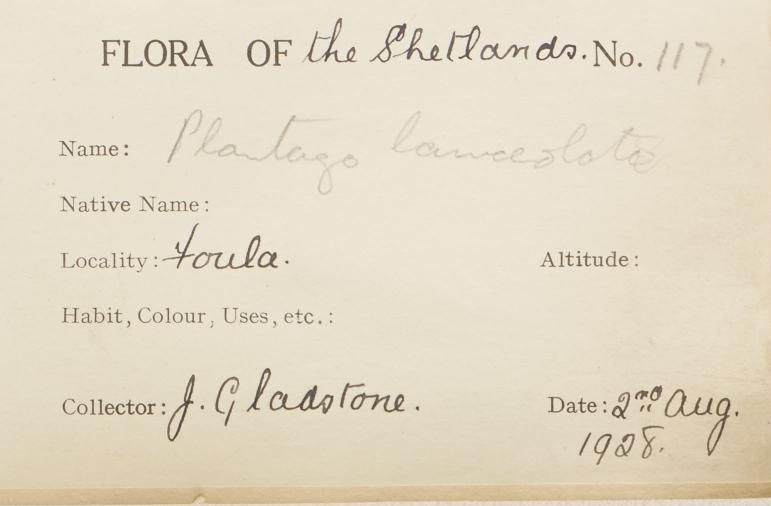 FLORA OF the Shetlands. No. 117.
Name: Plantago lanceolata
Native Name:
Locality: Foula. Altitude:
Habit, Colour, Uses, etc.:
Collector: J. Gladstone. Date: 2nd Aug.
1928.